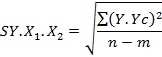 SY.X₁.X₂ = √(∑(Y.Yc)² / (n − m))